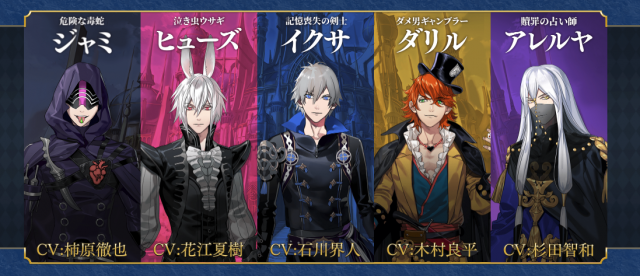 危険な毒蛇
ジャミ
CV:柿原徹也
泣き虫ウサギ
ヒューズ
CV:花江夏樹
記憶喪失の剣士
イクサ
CV:石川界人
ダメ男ギャンブラー
ダリル
CV:木村良平
贖罪の占い師
アレルヤ
CV:杉田智和